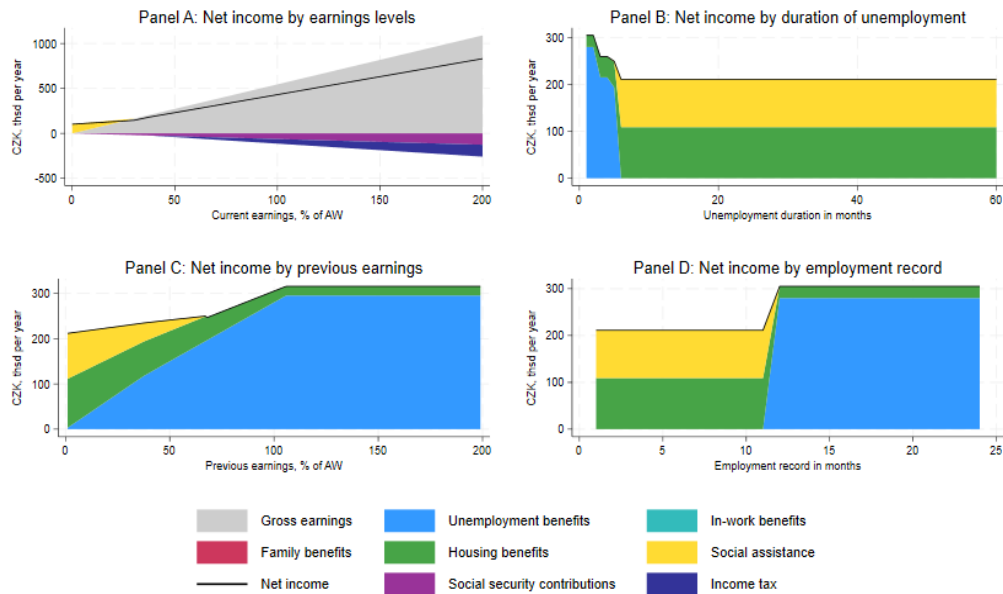 Panel A: Net income by earnings levels
CZK, thsd per year
1000
500
0
-500
0 50 100 150 200
Current earnings, % of AW
Panel B: Net income by duration of unemployment
CZK, thsd per year
300
200
100
0
0 20 40 60
Unemployment duration in months
Panel C: Net income by previous earnings
CZK, thsd per year
300
200
100
0
0 50 100 150 200
Previous earnings, % of AW
Panel D: Net income by employment record
CZK, thsd per year
300
200
100
0
0 5 10 15 20 25
Employment record in months
Gross earnings Unemployment benefits In-work benefits
Family benefits Housing benefits Social assistance
Net income Social security contributions Income tax